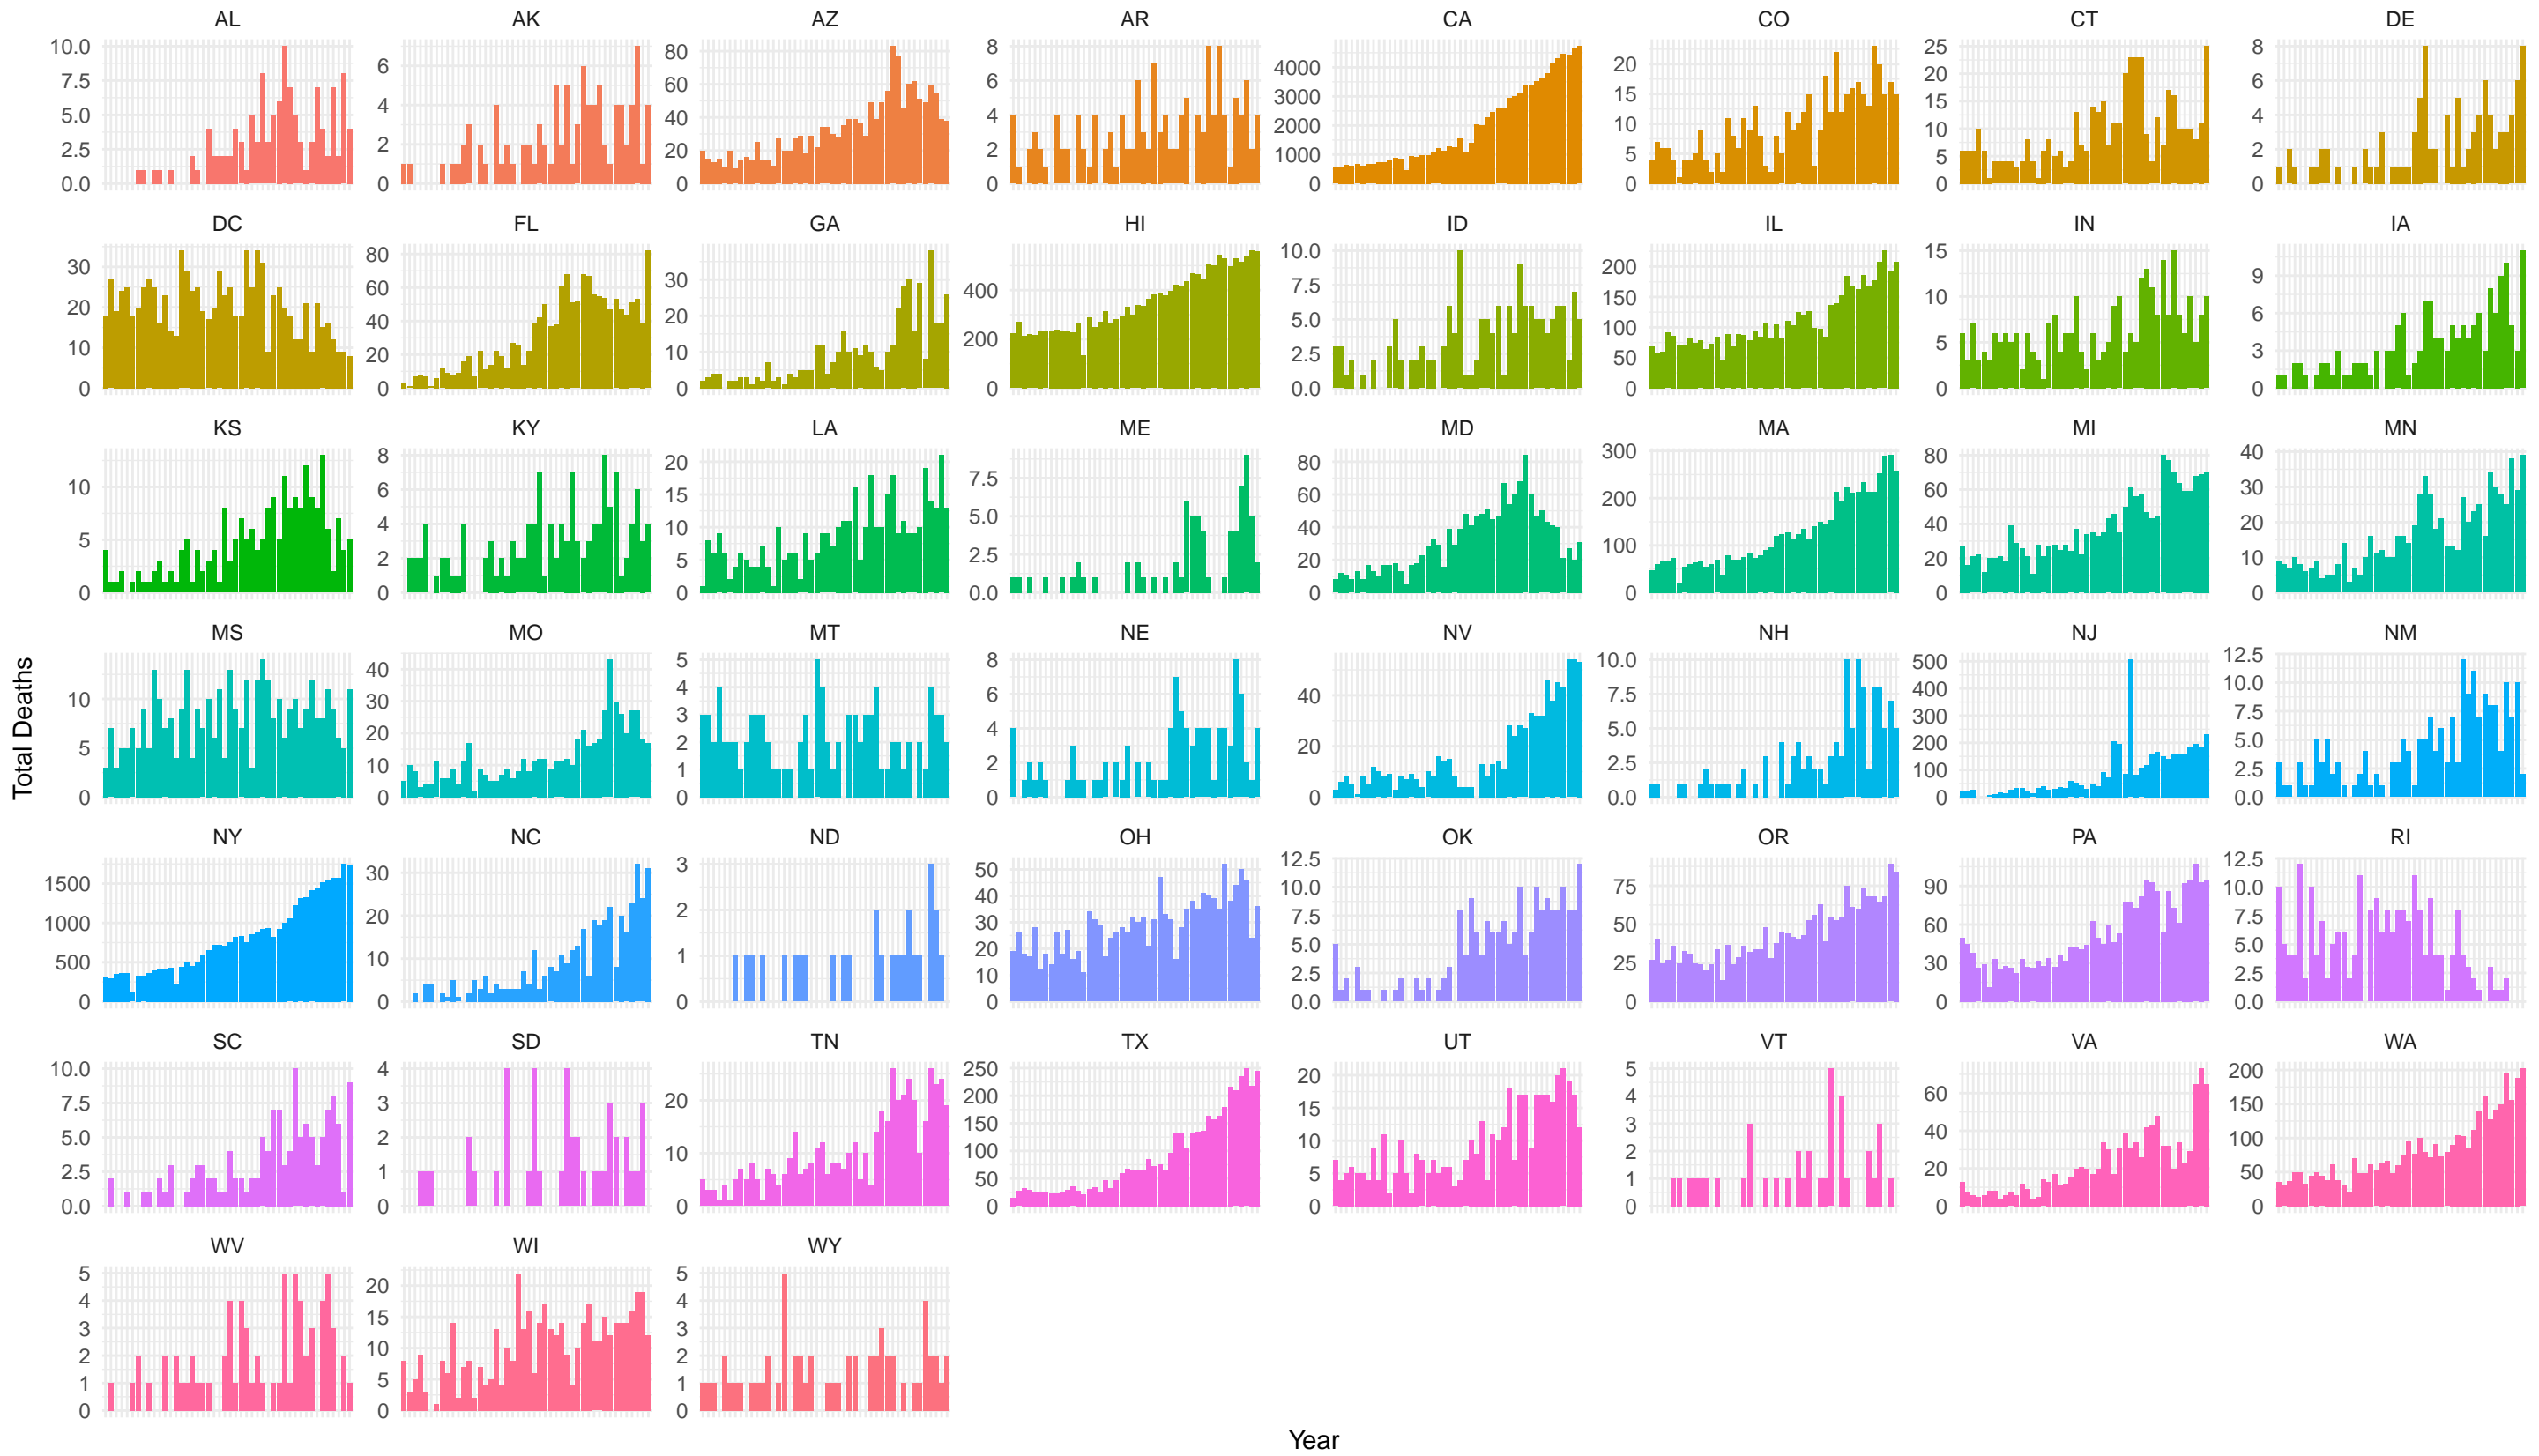 AL AK AZ AR CA CO CT DE
10.0 7.5 5.0 2.5 0.0
6 4 2 0
80 60 40 20 0
8 6 4 2 0
4000 3000 2000 1000 0
20 15 10 5 0
25 20 15 10 5 0
8 6 4 2 0
DC FL GA HI ID IL IN IA
30 20 10 0
80 60 40 20 0
30 20 10 0
400 200 0
10.0 7.5 5.0 2.5 0.0
200 150 100 50 0
15 10 5 0
9 6 3 0
KS KY LA ME MD MA MI MN
10 5 0
8 6 4 2 0
20 15 10 5 0
7.5 5.0 2.5 0.0
80 60 40 20 0
300 200 100 0
80 60 40 20 0
40 30 20 10 0
Total Deaths
MS MO MT NE NV NH NJ NM
10 5 0
40 30 20 10 0
5 4 3 2 1 0
8 6 4 2 0
40 20 0
10.0 7.5 5.0 2.5 0.0
500 400 300 200 100 0
12.5 10.0 7.5 5.0 2.5 0.0
NY NC ND OH OK OR PA RI
1500 1000 500 0
30 20 10 0
3 2 1 0
50 40 30 20 10 0
12.5 10.0 7.5 5.0 2.5 0.0
75 50 25 0
90 60 30 0
12.5 10.0 7.5 5.0 2.5 0.0
SC SD TN TX UT VT VA WA
10.0 7.5 5.0 2.5 0.0
4 3 2 1 0
20 10 0
250 200 150 100 50 0
20 15 10 5 0
5 4 3 2 1 0
60 40 20 0
200 150 100 50 0
WV WI WY
5 4 3 2 1 0
20 15 10 5 0
5 4 3 2 1 0
Year